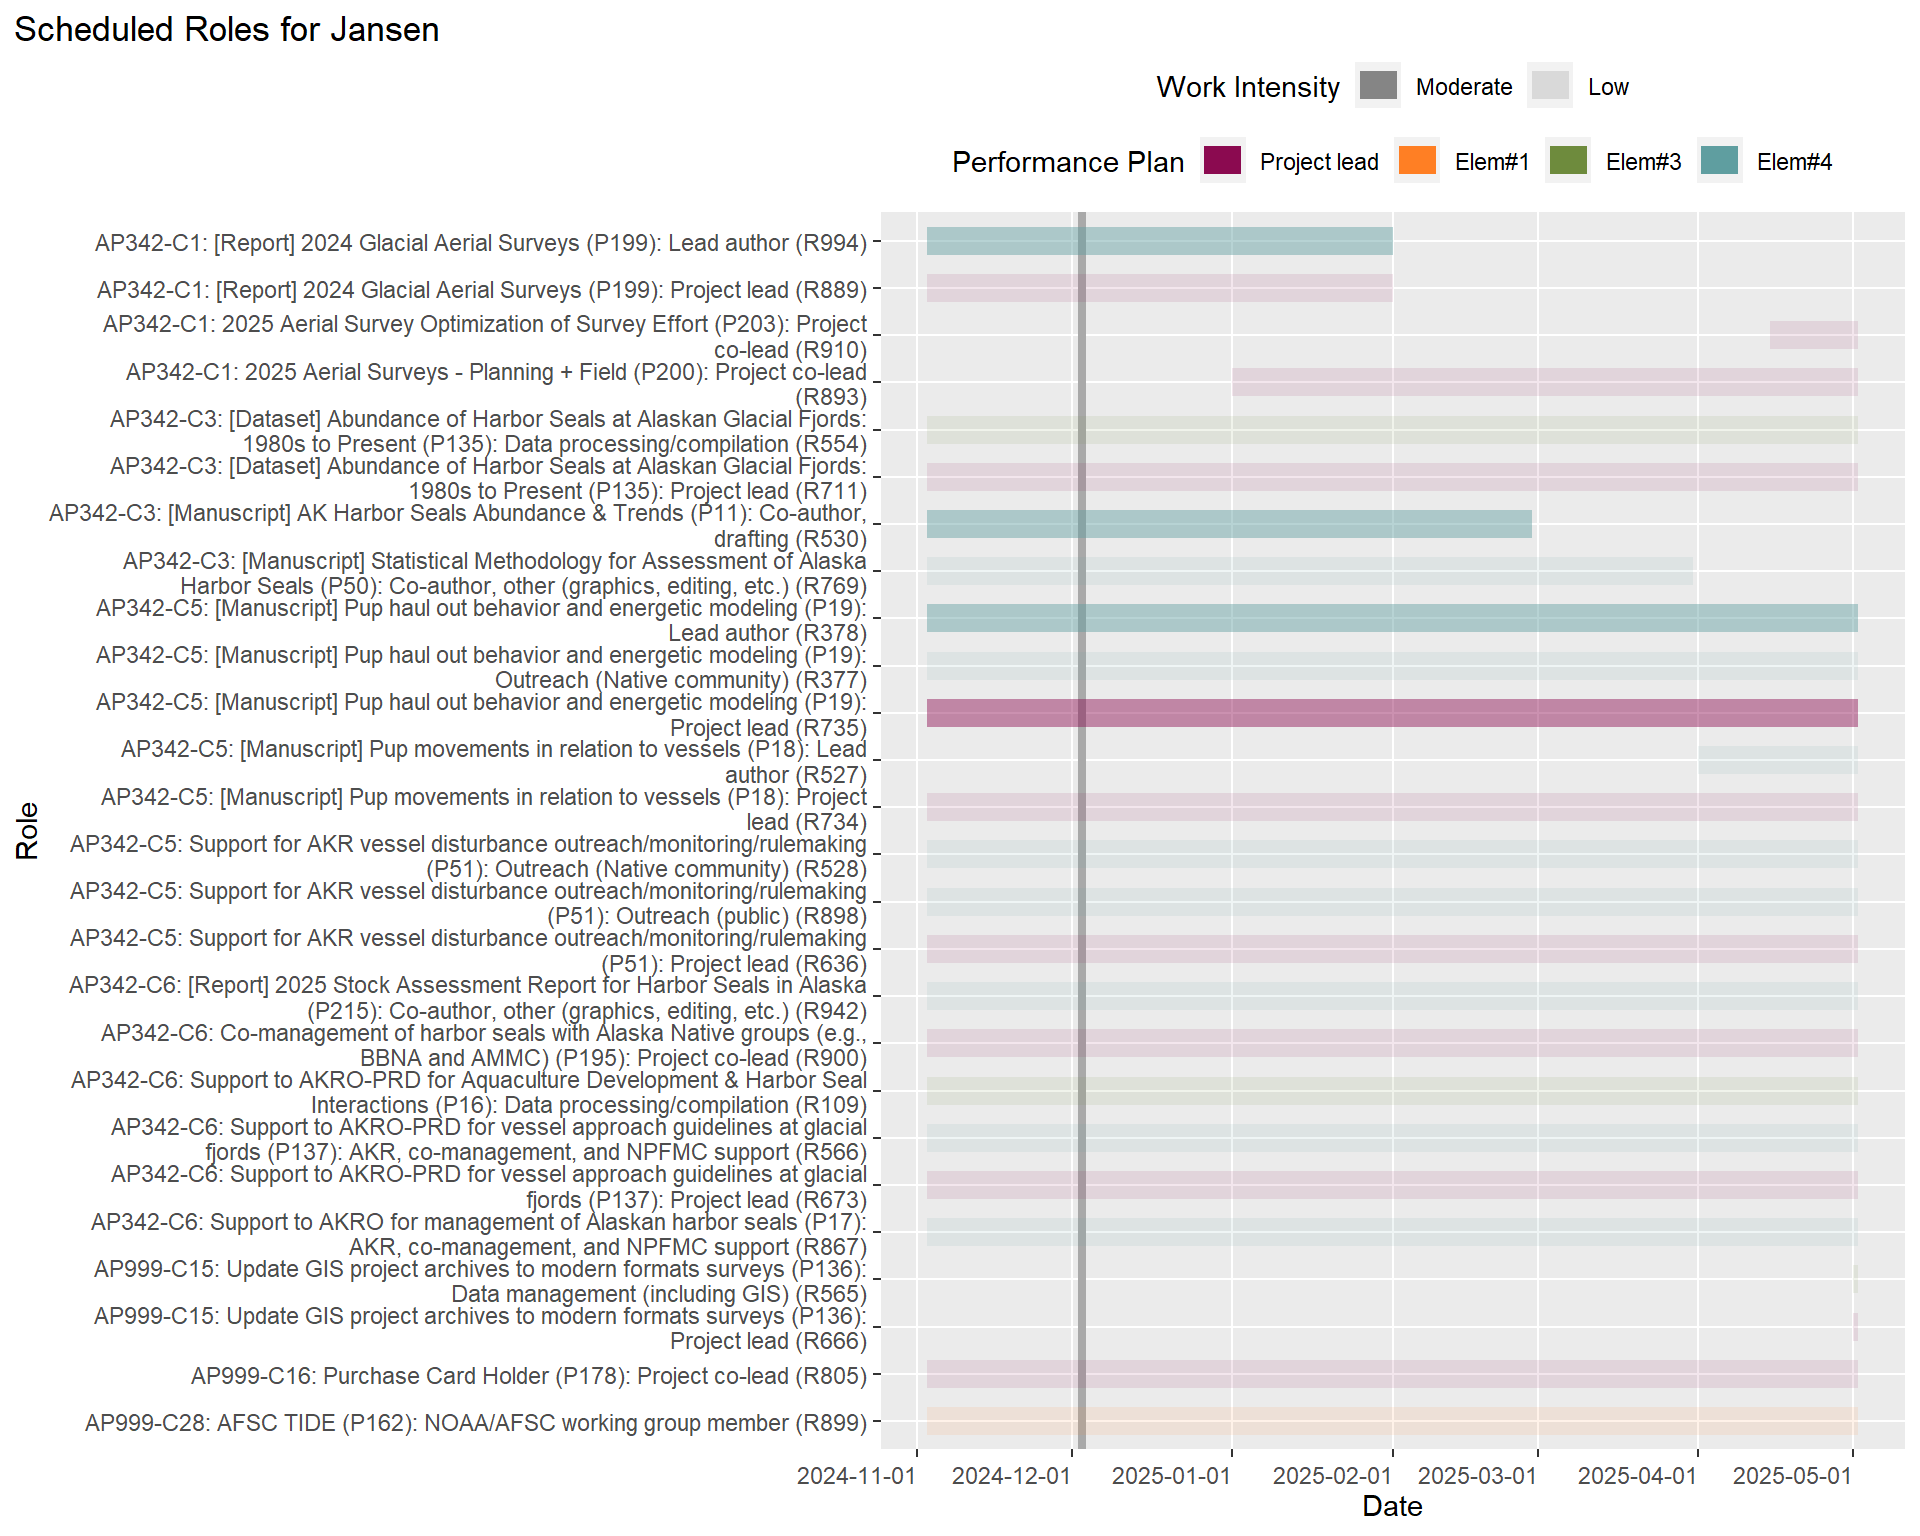 Scheduled Roles for Jansen
Work Intensity Moderate Low
Performance Plan Project lead Elem#1 Elem#3 Elem#4
AP342-C1: [Report] 2024 Glacial Aerial Surveys (P199): Lead author (R994)
AP342-C1: [Report] 2024 Glacial Aerial Surveys (P199): Project lead (R889)
AP342-C1: 2025 Aerial Survey Optimization of Survey Effort (P203): Project
co-lead (R910)
AP342-C1: 2025 Aerial Surveys - Planning + Field (P200): Project co-lead
(R893)
AP342-C3: [Dataset] Abundance of Harbor Seals at Alaskan Glacial Fjords:
1980s to Present (P135): Data processing/compilation (R554)
AP342-C3: [Dataset] Abundance of Harbor Seals at Alaskan Glacial Fjords:
1980s to Present (P135): Project lead (R711)
AP342-C3: [Manuscript] AK Harbor Seals Abundance & Trends (P11): Co-author,
drafting (R530)
AP342-C3: [Manuscript] Statistical Methodology for Assessment of Alaska
Harbor Seals (P50): Co-author, other (graphics, editing, etc.) (R769)
AP342-C5: [Manuscript] Pup haul out behavior and energetic modeling (P19):
Lead author (R378)
AP342-C5: [Manuscript] Pup haul out behavior and energetic modeling (P19):
Outreach (Native community) (R377)
AP342-C5: [Manuscript] Pup haul out behavior and energetic modeling (P19):
Project lead (R735)
AP342-C5: [Manuscript] Pup movements in relation to vessels (P18): Lead
author (R527)
AP342-C5: [Manuscript] Pup movements in relation to vessels (P18): Project
lead (R734)
AP342-C5: Support for AKR vessel disturbance outreach/monitoring/rulemaking
(P51): Outreach (Native community) (R528)
AP342-C5: Support for AKR vessel disturbance outreach/monitoring/rulemaking
(P51): Outreach (public) (R898)
AP342-C5: Support for AKR vessel disturbance outreach/monitoring/rulemaking
(P51): Project lead (R636)
AP342-C6: [Report] 2025 Stock Assessment Report for Harbor Seals in Alaska
(P215): Co-author, other (graphics, editing, etc.) (R942)
AP342-C6: Co-management of harbor seals with Alaska Native groups (e.g.,
BBNA and AMMC) (P195): Project co-lead (R900)
AP342-C6: Support to AKRO-PRD for Aquaculture Development & Harbor Seal
Interactions (P16): Data processing/compilation (R109)
AP342-C6: Support to AKRO-PRD for vessel approach guidelines at glacial
fjords (P137): AKR, co-management, and NPFMC support (R566)
AP342-C6: Support to AKRO-PRD for vessel approach guidelines at glacial
fjords (P137): Project lead (R673)
AP342-C6: Support to AKRO for management of Alaskan harbor seals (P17):
AKR, co-management, and NPFMC support (R867)
AP999-C15: Update GIS project archives to modern formats surveys (P136):
Data management (including GIS) (R565)
AP999-C15: Update GIS project archives to modern formats surveys (P136):
Project lead (R666)
AP999-C16: Purchase Card Holder (P178): Project co-lead (R805)
AP999-C28: AFSC TIDE (P162): NOAA/AFSC working group member (R899)
Role
2024-11-01 2024-12-01 2025-01-01 2025-02-01 2025-03-01 2025-04-01 2025-05-01
Date